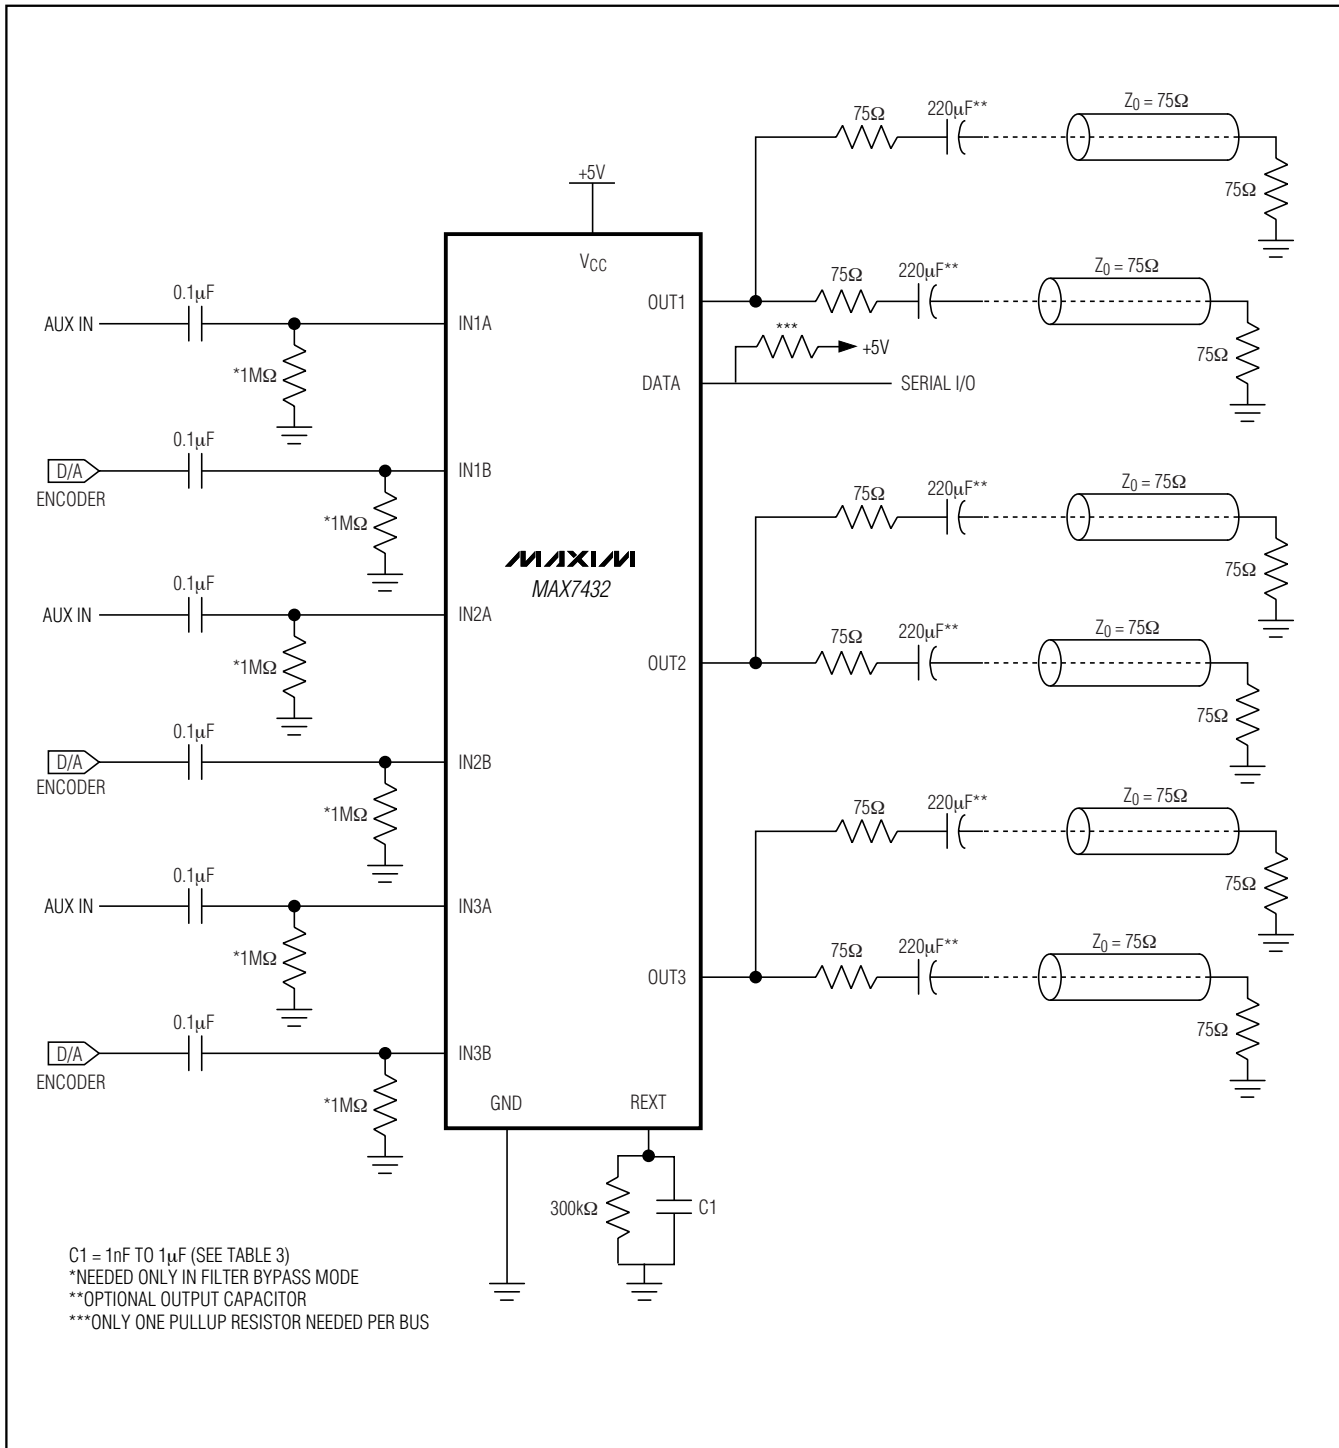 Z0 = 75Ω
75Ω
220μF**
75Ω
+5V
VCC
Z0 = 75Ω
75Ω
220μF**
75Ω
OUT1
***
+5V
DATA
SERIAL I/O
AUX IN
0.1μF
IN1A
*1MΩ
D/A
ENCODER
0.1μF
IN1B
*1MΩ
MAXIM
MAX7432
Z0 = 75Ω
75Ω
220μF**
75Ω
AUX IN
0.1μF
IN2A
*1MΩ
Z0 = 75Ω
75Ω
220μF**
75Ω
OUT2
D/A
ENCODER
0.1μF
IN2B
*1MΩ
Z0 = 75Ω
75Ω
220μF**
75Ω
AUX IN
0.1μF
IN3A
*1MΩ
Z0 = 75Ω
75Ω
220μF**
75Ω
OUT3
D/A
ENCODER
0.1μF
IN3B
*1MΩ
GND
REXT
300kΩ
C1
C1 = 1nF TO 1μF (SEE TABLE 3)
*NEEDED ONLY IN FILTER BYPASS MODE
**OPTIONAL OUTPUT CAPACITOR
***ONLY ONE PULLUP RESISTOR NEEDED PER BUS